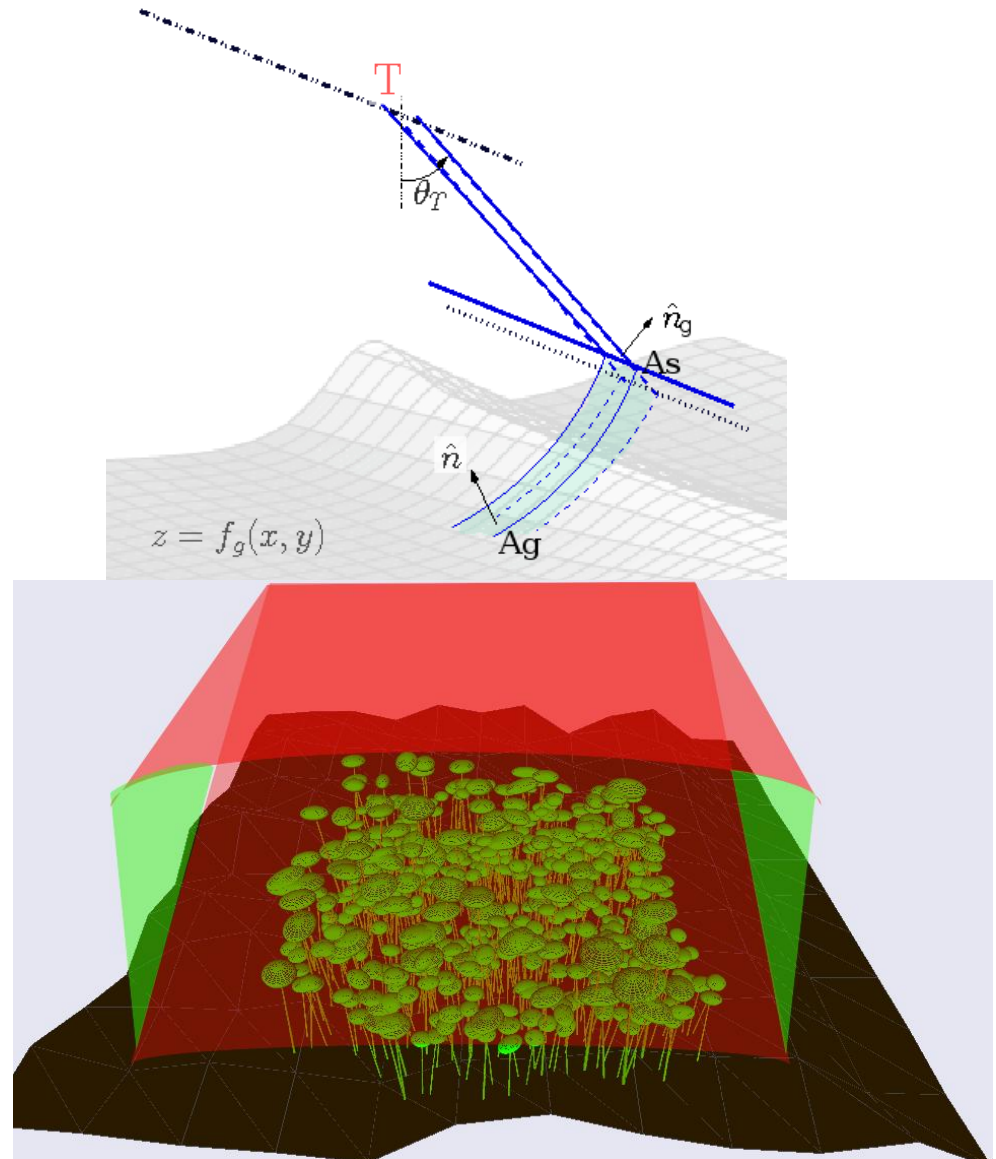 T
θ_T
n̂_g
As
n̂
Ag
z = f_g(x, y)